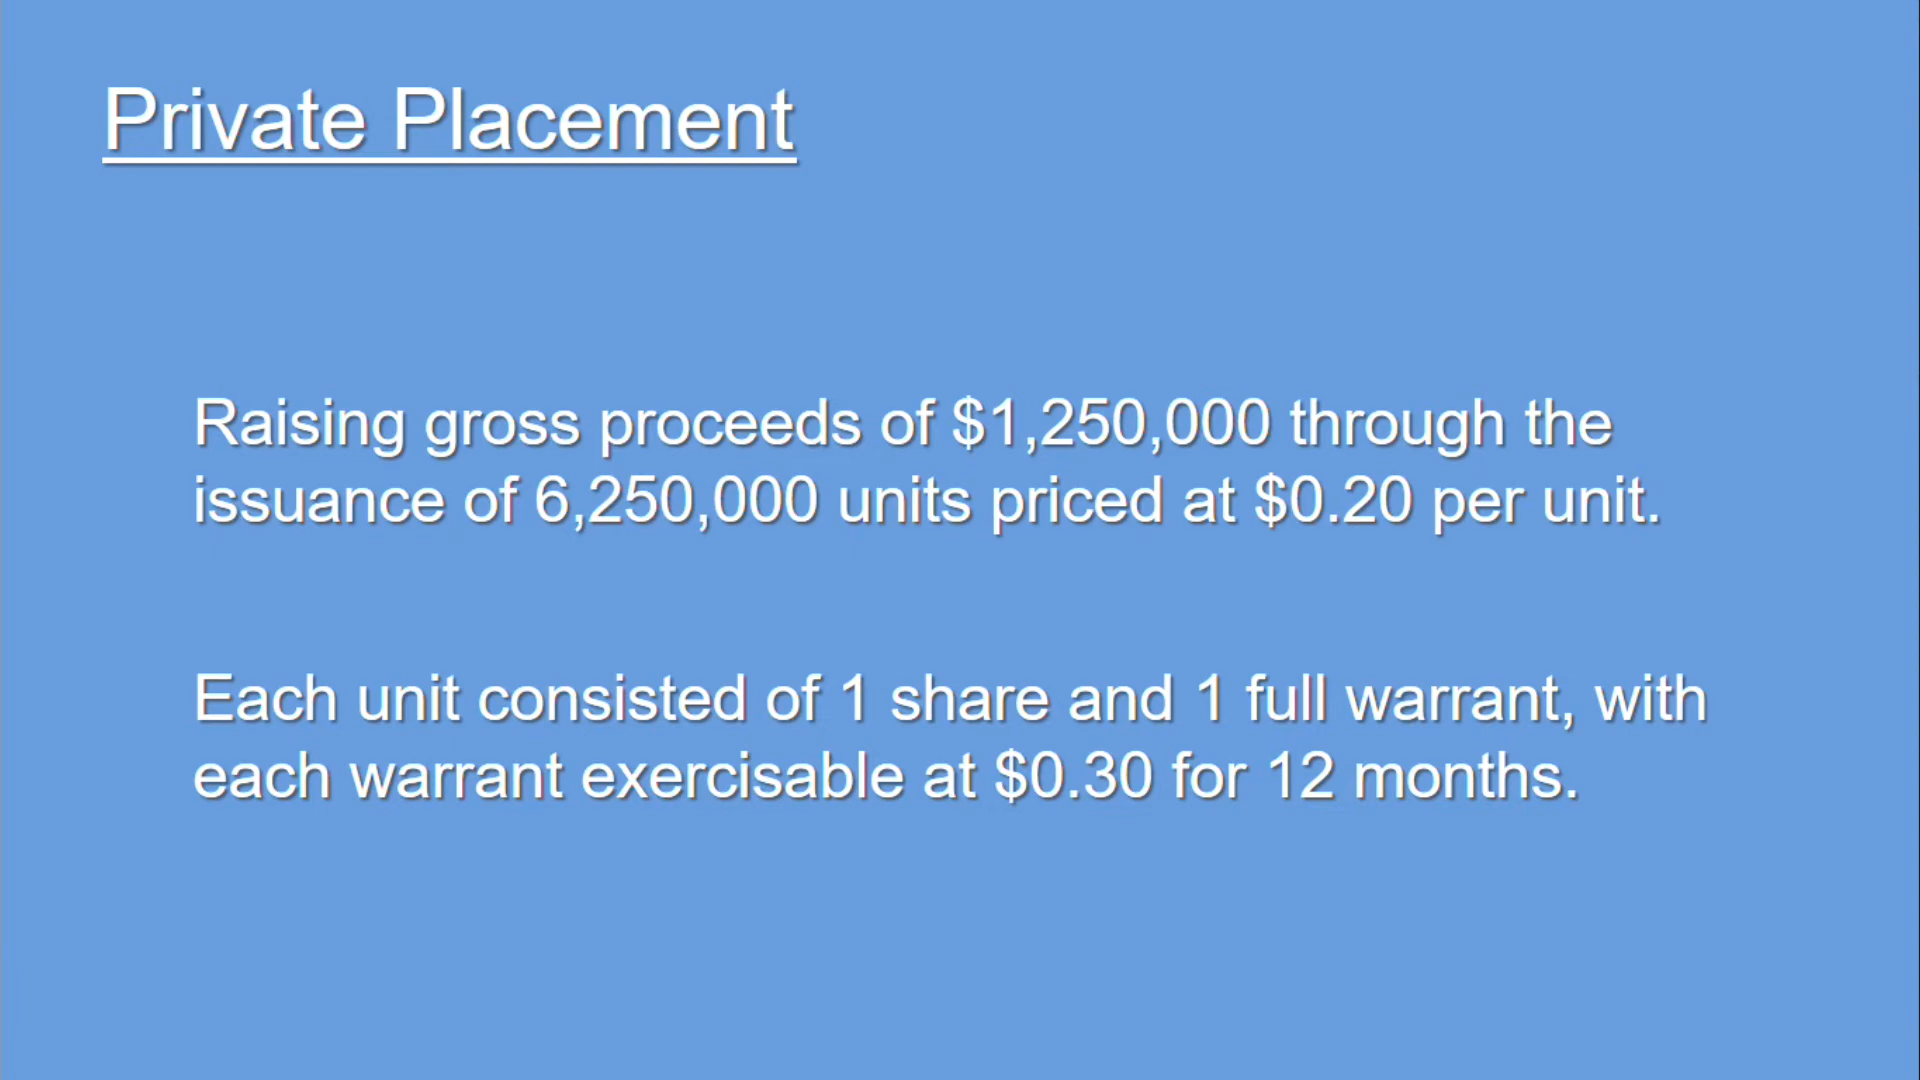 Private Placement
Raising gross proceeds of $1,250,000 through the
issuance of 6,250,000 units priced at $0.20 per unit.
Each unit consisted of 1 share and 1 full warrant, with
each warrant exercisable at $0.30 for 12 months.